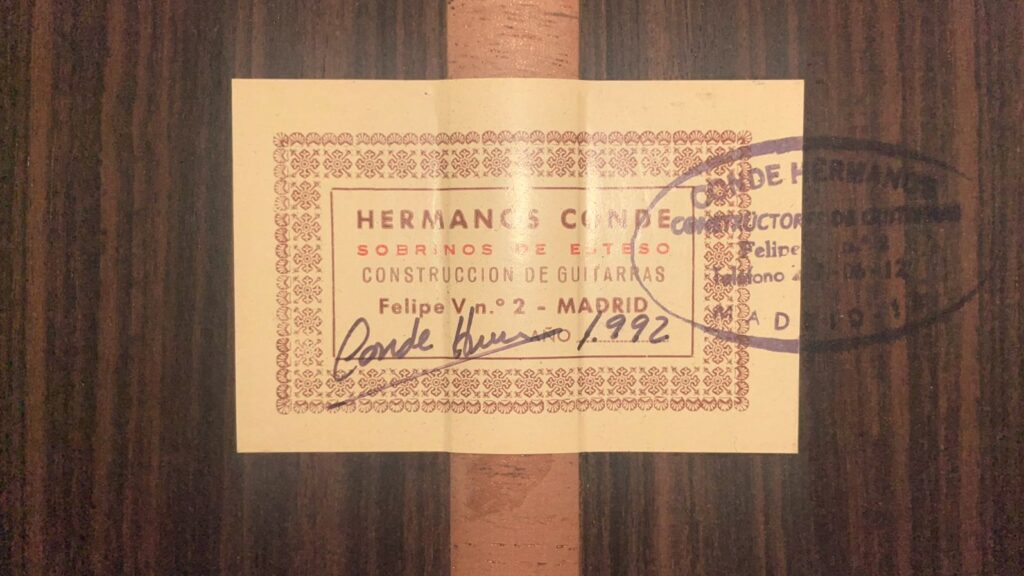 HERMANOS CONDE
SOBRINOS DE ESTESO
CONSTRUCCION DE GUITARRAS
Felipe V, n.º 2 - MADRID
Conde
AÑO 1.992
CONDE HERMANOS
CONSTRUCTORES DE GUITARRAS
Felipe
Teléfono
MADRID